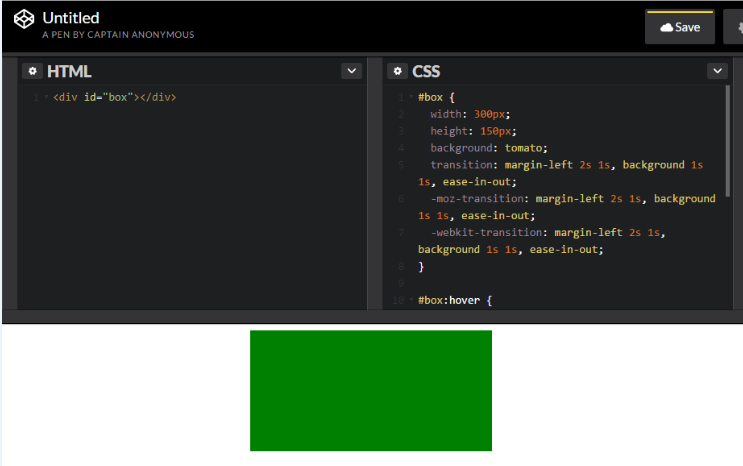 Untitled
A PEN BY CAPTAIN ANONYMOUS
Save
HTML
1 <div id="box"></div>
CSS
1 #box {
2 width: 300px;
3 height: 150px;
4 background: tomato;
5 transition: margin-left 2s 1s, background 1s
1s, ease-in-out;
6 -moz-transition: margin-left 2s 1s, background
1s 1s, ease-in-out;
7 -webkit-transition: margin-left 2s 1s,
background 1s 1s, ease-in-out;
8 }
9
10 #box:hover {